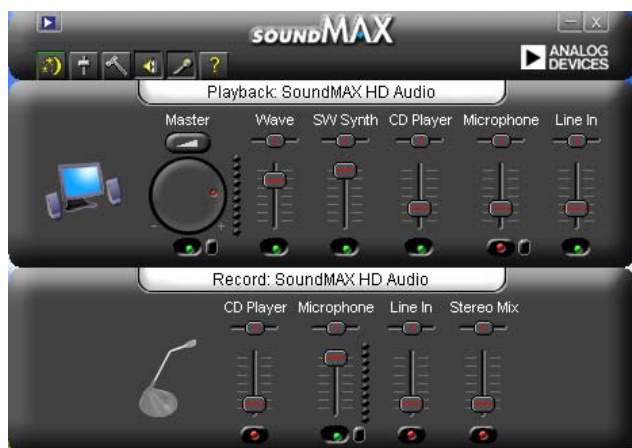 SOUNDMAX
ANALOG
DEVICES
Playback: SoundMAX HD Audio
Master Wave SW Synth CD Player Microphone Line In
- +
Record: SoundMAX HD Audio
CD Player Microphone Line In Stereo Mix